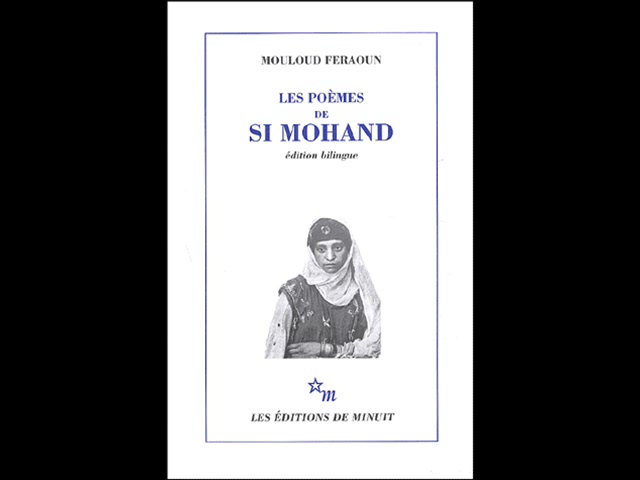 MOULOUD FERAOUN
LES POÈMES
DE
SI MOHAND
édition bilingue
m
LES ÉDITIONS DE MINUIT